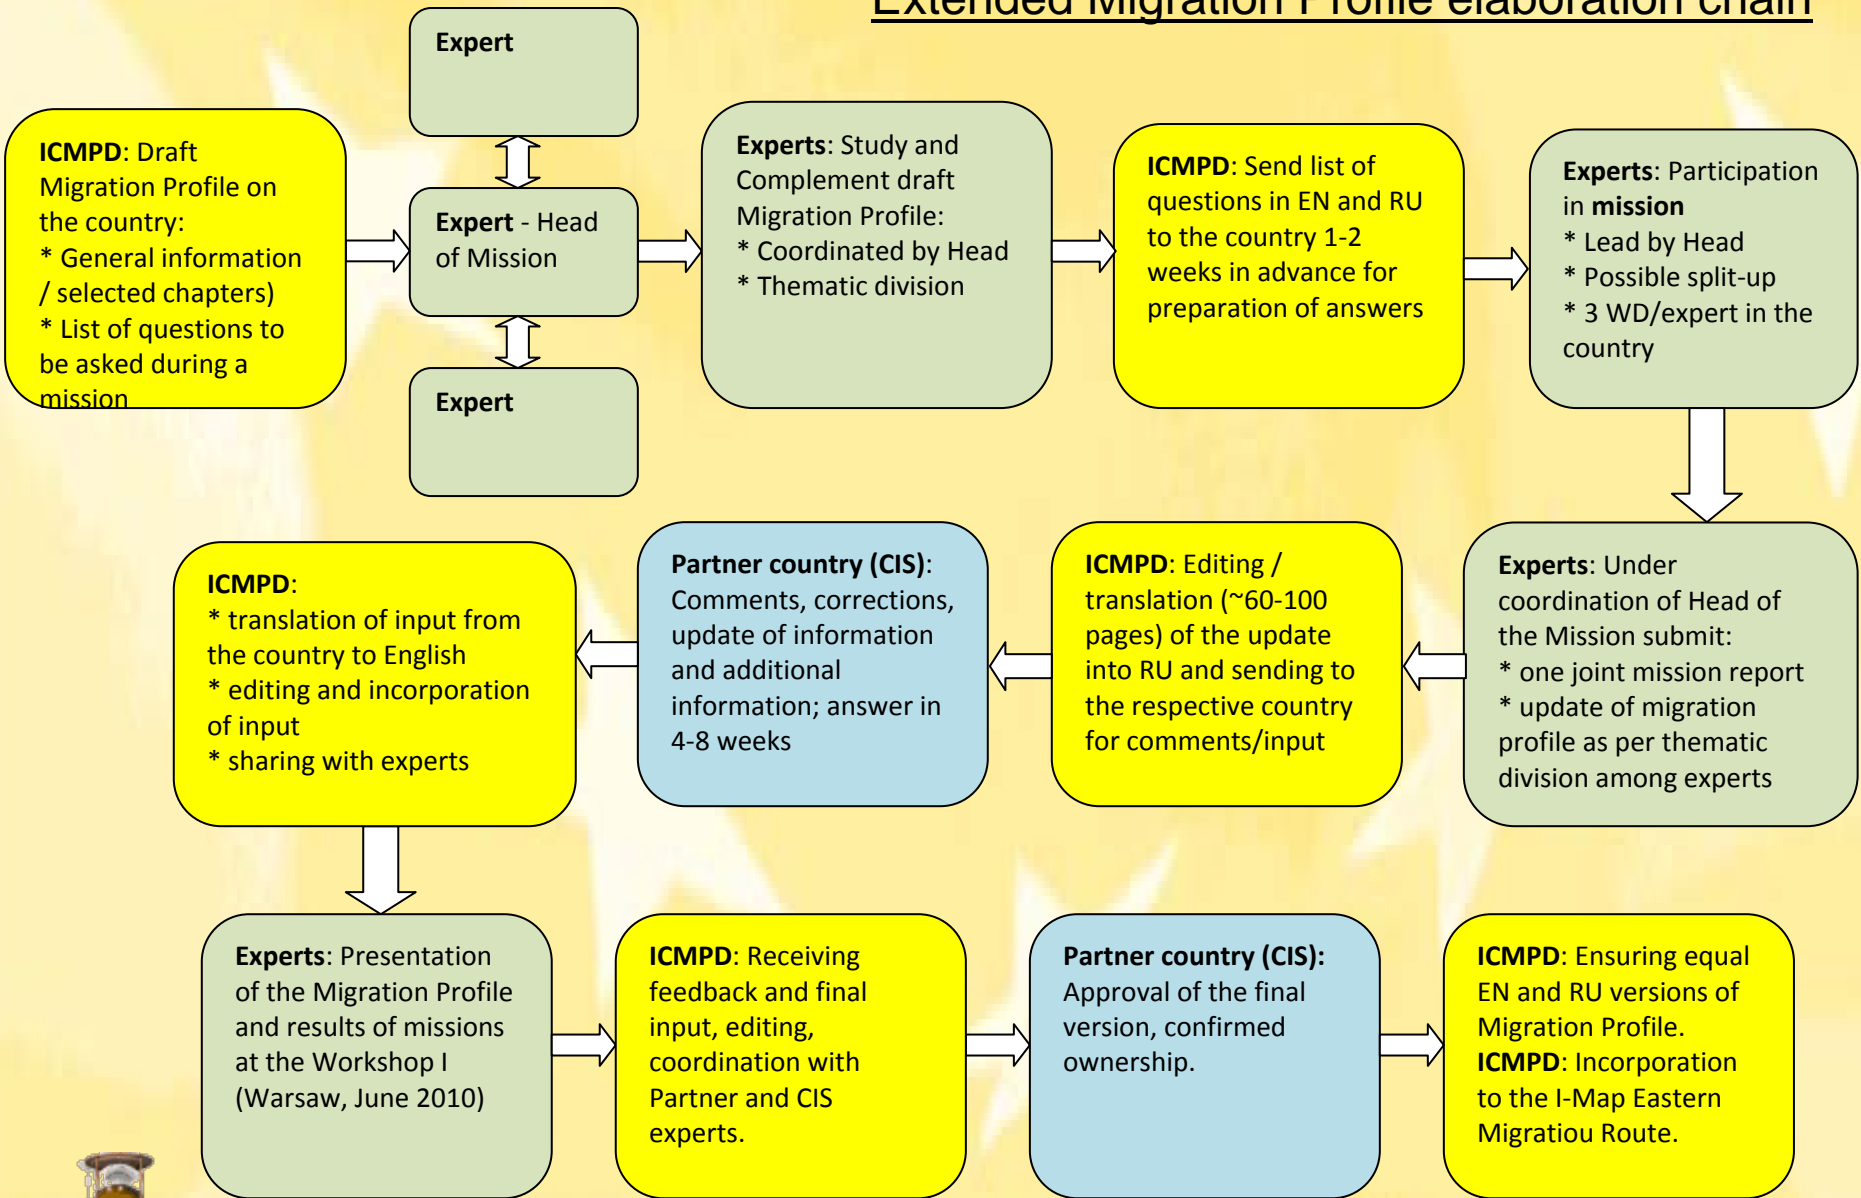 Extended Migration Profile elaboration chain
Expert
ICMPD: Draft
Migration Profile on
the country:
* General information
/ selected chapters)
* List of questions to
be asked during a
mission
Expert - Head
of Mission
Expert
Experts: Study and
Complement draft
Migration Profile:
* Coordinated by Head
* Thematic division
ICMPD: Send list of
questions in EN and RU
to the country 1-2
weeks in advance for
preparation of answers
Experts: Participation
in mission
* Lead by Head
* Possible split-up
* 3 WD/expert in the
country
Experts: Under
coordination of Head of
the Mission submit:
* one joint mission report
* update of migration
profile as per thematic
division among experts
ICMPD: Editing /
translation (~60-100
pages) of the update
into RU and sending to
the respective country
for comments/input
Partner country (CIS):
Comments, corrections,
update of information
and additional
information; answer in
4-8 weeks
ICMPD:
* translation of input from
the country to English
* editing and incorporation
of input
* sharing with experts
Experts: Presentation
of the Migration Profile
and results of missions
at the Workshop I
(Warsaw, June 2010)
ICMPD: Receiving
feedback and final
input, editing,
coordination with
Partner and CIS
experts.
Partner country (CIS):
Approval of the final
version, confirmed
ownership.
ICMPD: Ensuring equal
EN and RU versions of
Migration Profile.
ICMPD: Incorporation
to the I-Map Eastern
Migratiou Route.